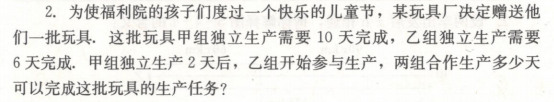 2. 为使福利院的孩子们度过一个快乐的儿童节，某玩具厂决定赠送他
们一批玩具. 这批玩具甲组独立生产需要 10 天完成，乙组独立生产需要
6 天完成. 甲组独立生产 2 天后，乙组开始参与生产，两组合作生产多少天
可以完成这批玩具的生产任务？